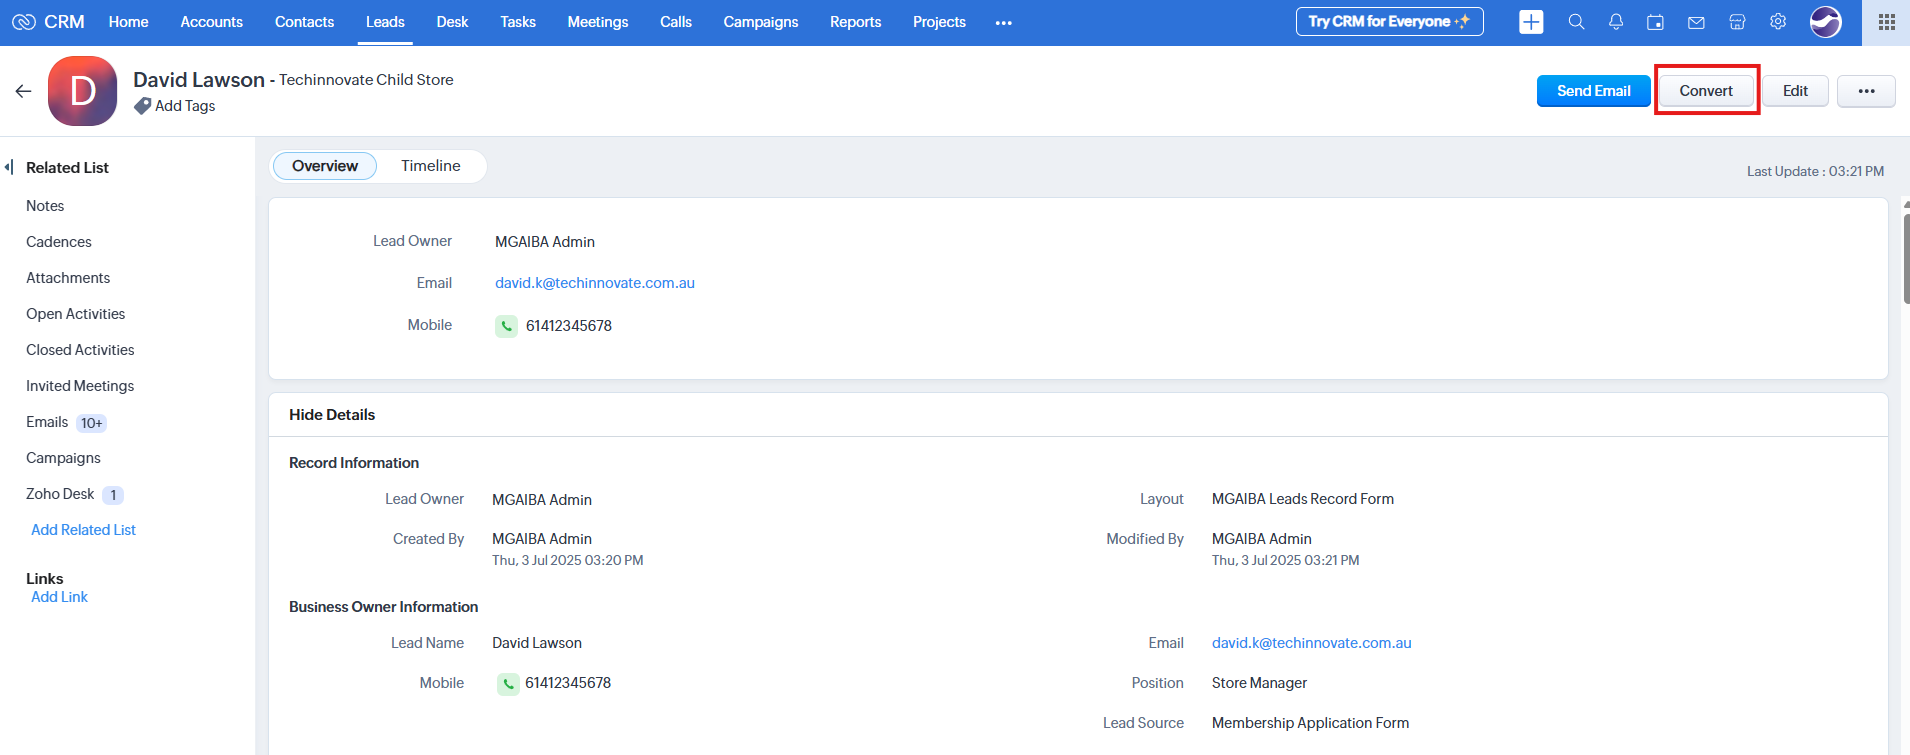 CRM Home Accounts Contacts Leads Desk Tasks Meetings Calls Campaigns Reports Projects ••• Try CRM for Everyone
D
David Lawson - Techinnovate Child Store
Add Tags
Send Email Convert Edit •••
Related List
Notes
Cadences
Attachments
Open Activities
Closed Activities
Invited Meetings
Emails 10+
Campaigns
Zoho Desk 1
Add Related List
Links
Add Link
Overview Timeline
Last Update : 03:21 PM
Lead Owner MGAIBA Admin
Email david.k@techinnovate.com.au
Mobile 61412345678
Hide Details
Record Information
Lead Owner MGAIBA Admin Layout MGAIBA Leads Record Form
Created By MGAIBA Admin Modified By MGAIBA Admin
Thu, 3 Jul 2025 03:20 PM Thu, 3 Jul 2025 03:21 PM
Business Owner Information
Lead Name David Lawson Email david.k@techinnovate.com.au
Mobile 61412345678 Position Store Manager
Lead Source Membership Application Form